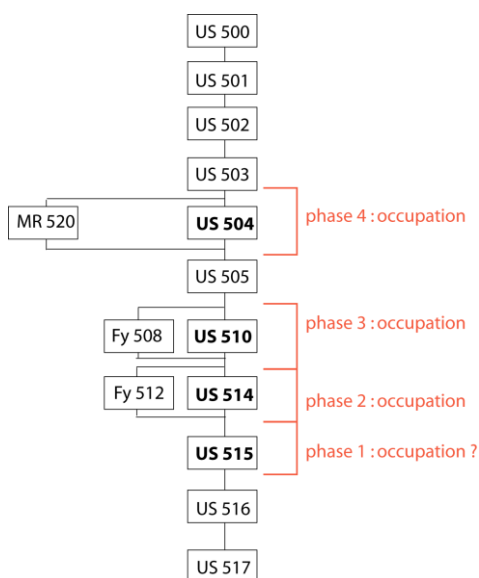 US 500
US 501
US 502
US 503
MR 520
US 504
phase 4 : occupation
US 505
Fy 508
US 510
phase 3 : occupation
Fy 512
US 514
phase 2 : occupation
US 515
phase 1 : occupation ?
US 516
US 517